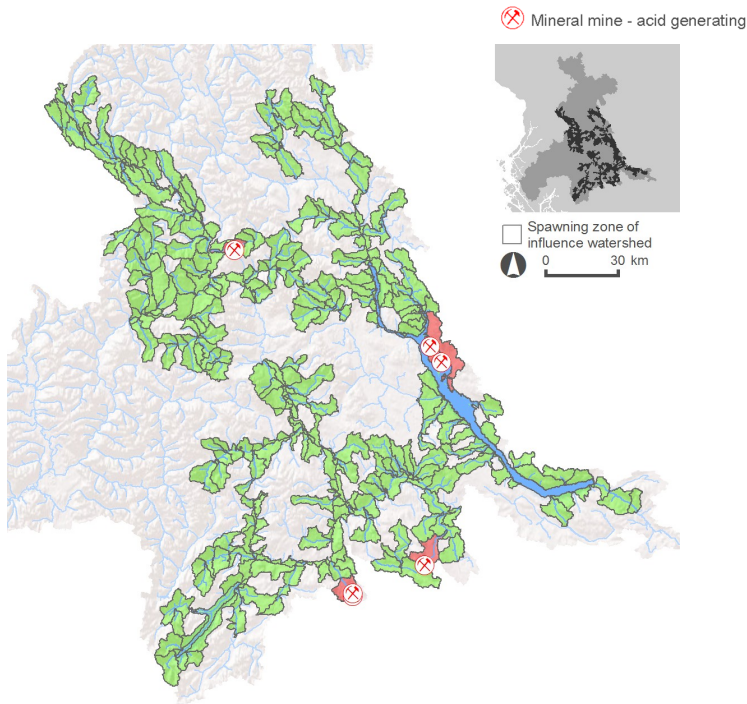 Mineral mine - acid generating
Spawning zone of
influence watershed
0 30 km